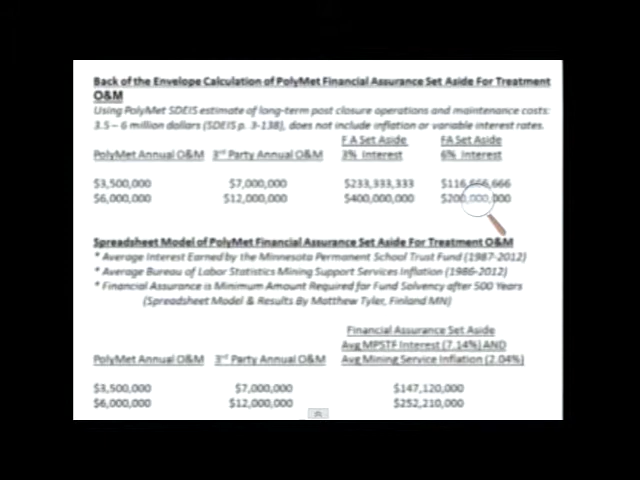 Back of the Envelope Calculation of PolyMet Financial Assurance Set Aside For Treatment
O&M
Using PolyMet SDEIS estimate of long-term post closure operations and maintenance costs:
3.5 – 6 million dollars (SDEIS p. 3-138), does not include inflation or variable interest rates.
F A Set Aside FA Set Aside
PolyMet Annual O&M 3rd Party Annual O&M 3% Interest 6% Interest
$3,500,000 $7,000,000 $233,333,333 $116,666,666
$6,000,000 $12,000,000 $400,000,000 $200,000,000
Spreadsheet Model of PolyMet Financial Assurance Set Aside For Treatment O&M
* Average Interest Earned by the Minnesota Permanent School Trust Fund (1987-2012)
* Average Bureau of Labor Statistics Mining Support Services Inflation (1986-2012)
* Financial Assurance is Minimum Amount Required for Fund Solvency after 500 Years
(Spreadsheet Model & Results By Matthew Tyler, Finland MN)
Financial Assurance Set Aside
Avg MPSTF Interest (7.14%) AND
PolyMet Annual O&M 3rd Party Annual O&M Avg Mining Service Inflation (2.04%)
$3,500,000 $7,000,000 $147,120,000
$6,000,000 $12,000,000 $252,210,000